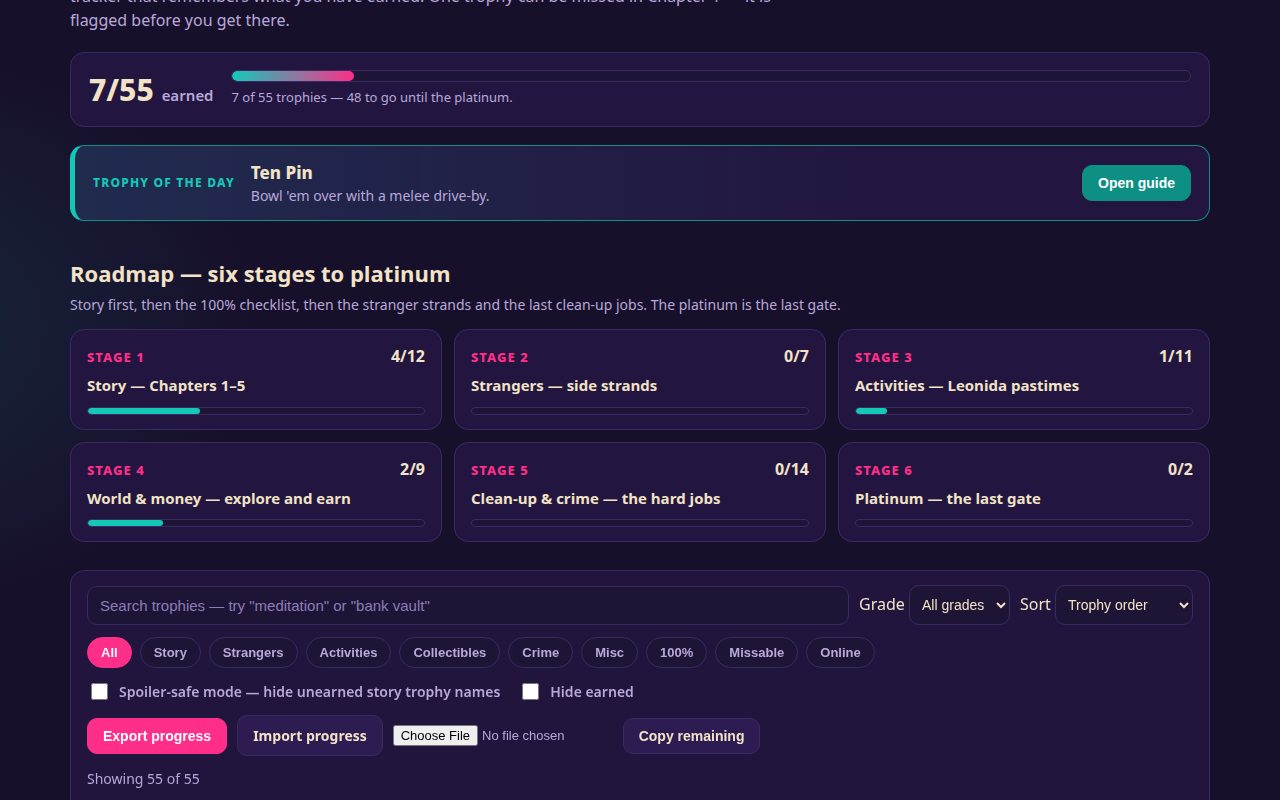 flagged before you get there.
7/55 earned
7 of 55 trophies — 48 to go until the platinum.
TROPHY OF THE DAY
Ten Pin
Bowl 'em over with a melee drive-by.
Open guide
Roadmap — six stages to platinum
Story first, then the 100% checklist, then the stranger strands and the last clean-up jobs. The platinum is the last gate.
STAGE 1
4/12
Story — Chapters 1–5
STAGE 2
0/7
Strangers — side strands
STAGE 3
1/11
Activities — Leonida pastimes
STAGE 4
2/9
World & money — explore and earn
STAGE 5
0/14
Clean-up & crime — the hard jobs
STAGE 6
0/2
Platinum — the last gate
Search trophies — try "meditation" or "bank vault"
Grade
All grades
Sort
Trophy order
All
Story
Strangers
Activities
Collectibles
Crime
Misc
100%
Missable
Online
Spoiler-safe mode — hide unearned story trophy names
Hide earned
Export progress
Import progress
Choose File
No file chosen
Copy remaining
Showing 55 of 55